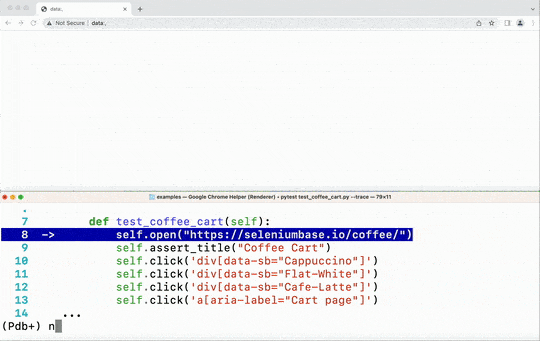 data:,
Not Secure | data:,
examples — Google Chrome Helper (Renderer) - pytest test_coffee_cart.py --trace — 79×11
.
7 def test_coffee_cart(self):
8 -> self.open("https://seleniumbase.io/coffee/")
9 self.assert_title("Coffee Cart")
10 self.click('div[data-sb="Cappuccino"]')
11 self.click('div[data-sb="Flat-White"]')
12 self.click('div[data-sb="Cafe-Latte"]')
13 self.click('a[aria-label="Cart page"]')
14 ...
(Pdb+) n